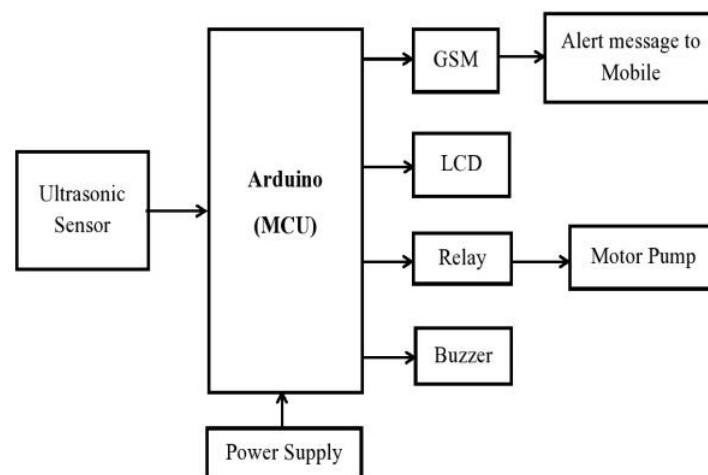 GSM
Alert message to
Mobile
LCD
Ultrasonic
Sensor
Arduino
(MCU)
Relay
Motor Pump
Buzzer
Power Supply